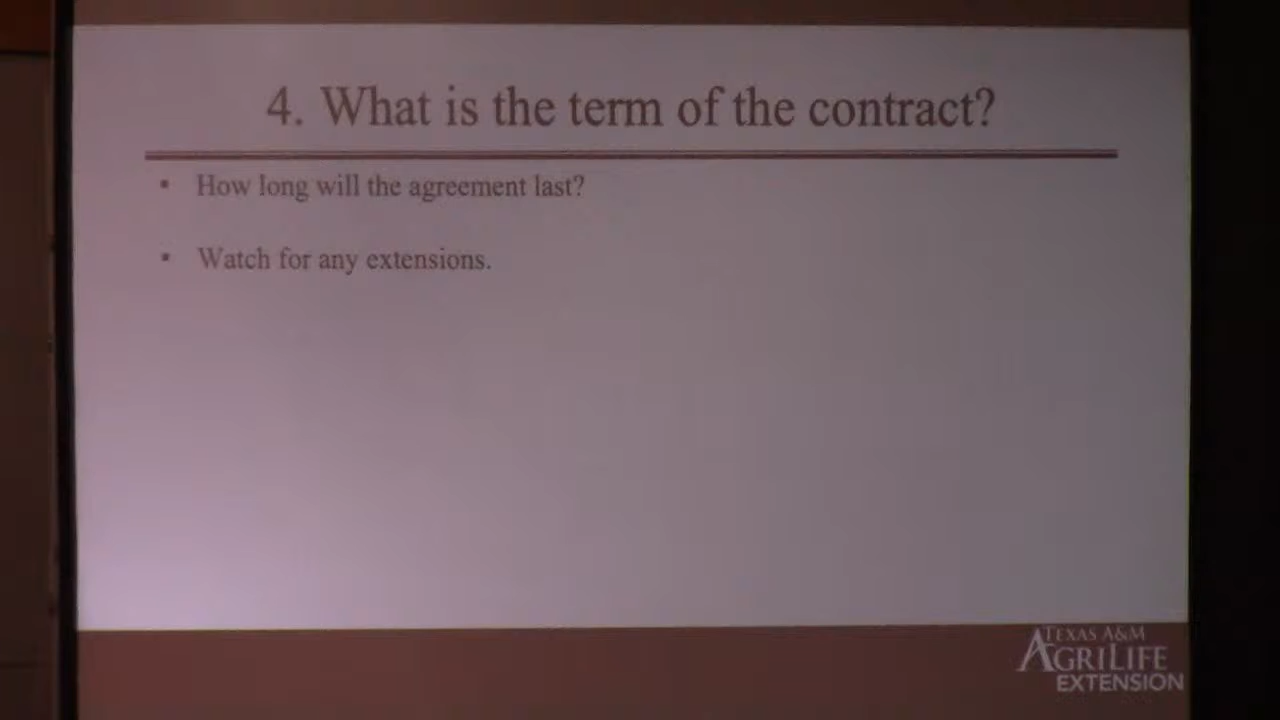 4. What is the term of the contract?
▪ How long will the agreement last?
▪ Watch for any extensions.
TEXAS A&M
AGRILIFE
EXTENSION